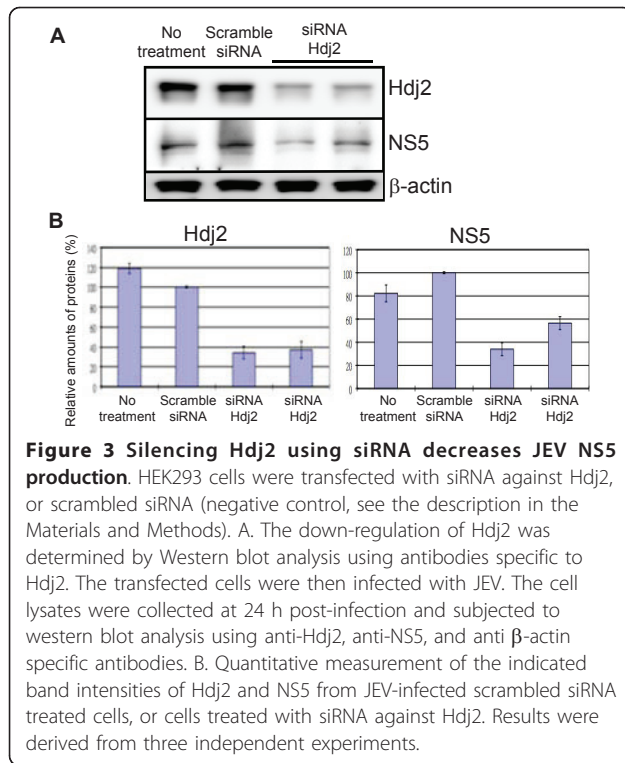 A
No treatment
Scramble siRNA
siRNA Hdj2
Hdj2
NS5
β-actin
B
Hdj2
NS5
Relative amounts of proteins (%)
140
120
100
80
60
40
20
0
120
100
80
60
40
20
0
No treatment
Scramble siRNA
siRNA Hdj2
siRNA Hdj2
No treatment
Scramble siRNA
siRNA Hdj2
siRNA Hdj2
Figure 3 Silencing Hdj2 using siRNA decreases JEV NS5
production. HEK293 cells were transfected with siRNA against Hdj2,
or scrambled siRNA (negative control, see the description in the
Materials and Methods). A. The down-regulation of Hdj2 was
determined by Western blot analysis using antibodies specific to
Hdj2. The transfected cells were then infected with JEV. The cell
lysates were collected at 24 h post-infection and subjected to
western blot analysis using anti-Hdj2, anti-NS5, and anti β-actin
specific antibodies. B. Quantitative measurement of the indicated
band intensities of Hdj2 and NS5 from JEV-infected scrambled siRNA
treated cells, or cells treated with siRNA against Hdj2. Results were
derived from three independent experiments.